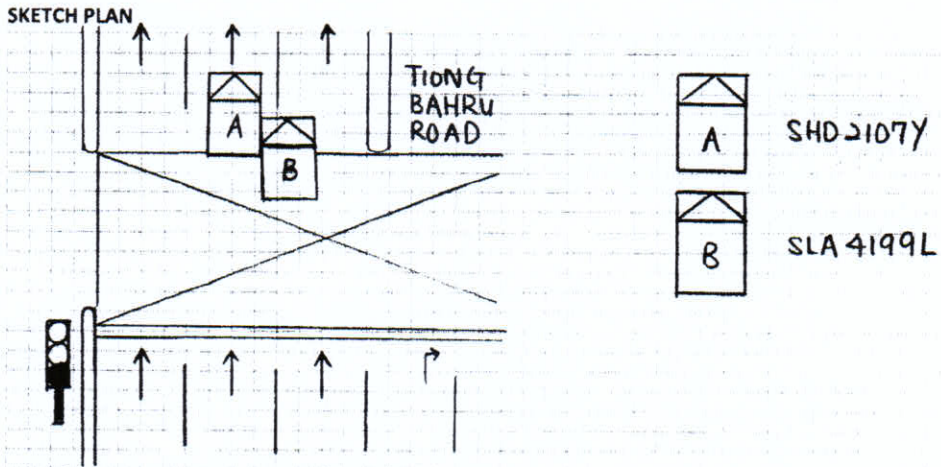 SKETCH PLAN
TIONG
BAHRU
ROAD
A
B
A SHD2107Y
B SLA4199L